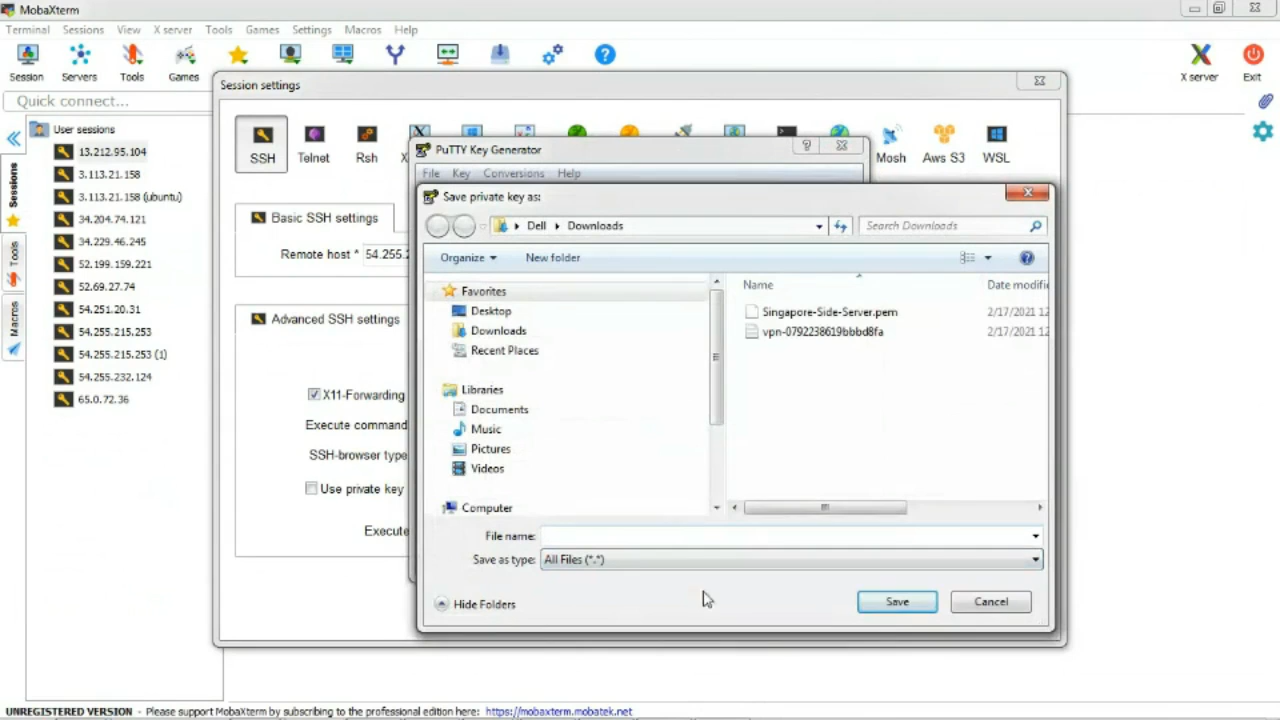 MobaXterm
Terminal Sessions View X server Tools Games Settings Macros Help
Session Servers Tools Games X server Exit
Quick connect...
Sessions
Tools
Macros
User sessions
13.212.95.104
3.113.21.158
3.113.21.158 (ubuntu)
34.204.74.121
34.229.46.245
52.199.159.221
52.69.27.74
54.251.20.31
54.255.215.253
54.255.215.253 (1)
54.255.232.124
65.0.72.36
Session settings
SSH Telnet Rsh X Mosh Aws S3 WSL
Basic SSH settings
Remote host * 54.255.2
Advanced SSH settings
X11-Forwarding
Execute command
SSH-browser type
Use private key
Execute
PuTTY Key Generator
File Key Conversions Help
Save private key as:
Dell Downloads Search Downloads
Organize New folder
Favorites
Desktop
Downloads
Recent Places
Libraries
Documents
Music
Pictures
Videos
Computer
Name Date modifi
Singapore-Side-Server.pem 2/17/2021 12
vpn-0792238619bbbd8fa 2/17/2021 12
File name:
Save as type: All Files (*.*)
Hide Folders Save Cancel
UNREGISTERED VERSION - Please support MobaXterm by subscribing to the professional edition here: https://mobaxterm.mobatek.net